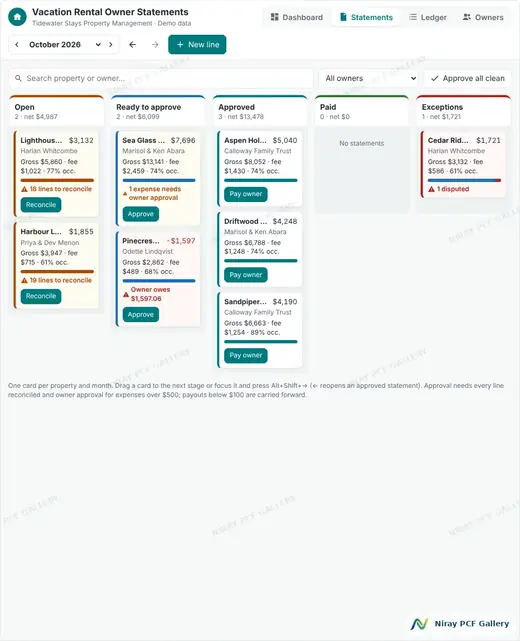 Vacation Rental Owner Statements
Tidewater Stays Property Management · Demo data
Dashboard
Statements
Ledger
Owners
October 2026
New line
Search property or owner...
All owners
Approve all clean
Open
2 · net $4,987
Lighthous... $3,132
Harlan Whitcombe
Gross $5,860 · fee
$1,022 · 77% occ.
18 lines to reconcile
Reconcile
Harbour L... $1,855
Priya & Dev Menon
Gross $3,947 · fee
$715 · 61% occ.
19 lines to reconcile
Reconcile
Ready to approve
2 · net $6,099
Sea Glass ... $7,696
Marisol & Ken Abara
Gross $13,141 · fee
$2,459 · 74% occ.
1 expense needs
owner approval
Approve
Pinecres... -$1,597
Odette Lindqvist
Gross $2,862 · fee
$489 · 68% occ.
Owner owes
$1,597.06
Approve
Approved
3 · net $13,478
Aspen Hol... $5,040
Calloway Family Trust
Gross $8,052 · fee
$1,430 · 74% occ.
Pay owner
Driftwood ... $4,248
Marisol & Ken Abara
Gross $6,788 · fee
$1,248 · 74% occ.
Pay owner
Sandpiper... $4,190
Calloway Family Trust
Gross $6,663 · fee
$1,254 · 89% occ.
Pay owner
Paid
0 · net $0
No statements
Exceptions
1 · net $1,721
Cedar Rid... $1,721
Harlan Whitcombe
Gross $3,132 · fee
$586 · 61% occ.
1 disputed
One card per property and month. Drag a card to the next stage or focus it and press Alt+Shift+→ (← reopens an approved statement). Approval needs every line
reconciled and owner approval for expenses over $500; payouts below $100 are carried forward.
NIRAY PCF GALLERY
Niray PCF Gallery